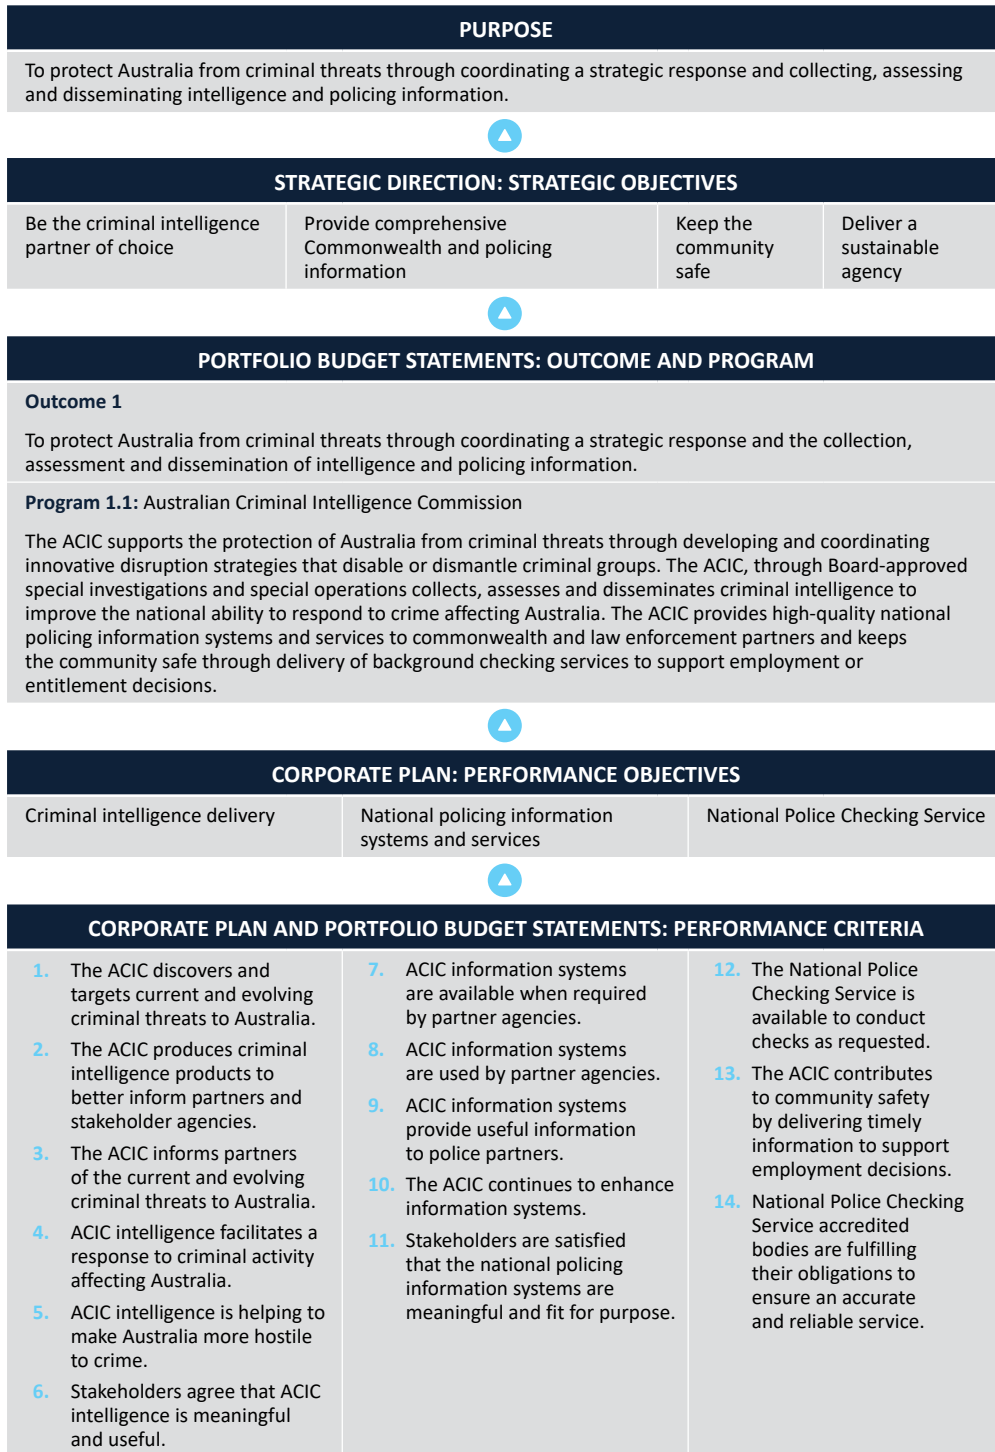 PURPOSE
To protect Australia from criminal threats through coordinating a strategic response and collecting, assessing
and disseminating intelligence and policing information.
STRATEGIC DIRECTION: STRATEGIC OBJECTIVES
Be the criminal intelligence
partner of choice
Provide comprehensive
Commonwealth and policing
information
Keep the
community
safe
Deliver a
sustainable
agency
PORTFOLIO BUDGET STATEMENTS: OUTCOME AND PROGRAM
Outcome 1
To protect Australia from criminal threats through coordinating a strategic response and the collection,
assessment and dissemination of intelligence and policing information.
Program 1.1: Australian Criminal Intelligence Commission
The ACIC supports the protection of Australia from criminal threats through developing and coordinating
innovative disruption strategies that disable or dismantle criminal groups. The ACIC, through Board-approved
special investigations and special operations collects, assesses and disseminates criminal intelligence to
improve the national ability to respond to crime affecting Australia. The ACIC provides high-quality national
policing information systems and services to commonwealth and law enforcement partners and keeps
the community safe through delivery of background checking services to support employment or
entitlement decisions.
CORPORATE PLAN: PERFORMANCE OBJECTIVES
Criminal intelligence delivery
National policing information
systems and services
National Police Checking Service
CORPORATE PLAN AND PORTFOLIO BUDGET STATEMENTS: PERFORMANCE CRITERIA
1. The ACIC discovers and
targets current and evolving
criminal threats to Australia.
2. The ACIC produces criminal
intelligence products to
better inform partners and
stakeholder agencies.
3. The ACIC informs partners
of the current and evolving
criminal threats to Australia.
4. ACIC intelligence facilitates a
response to criminal activity
affecting Australia.
5. ACIC intelligence is helping to
make Australia more hostile
to crime.
6. Stakeholders agree that ACIC
intelligence is meaningful
and useful.
7. ACIC information systems
are available when required
by partner agencies.
8. ACIC information systems
are used by partner agencies.
9. ACIC information systems
provide useful information
to police partners.
10. The ACIC continues to enhance
information systems.
11. Stakeholders are satisfied
that the national policing
information systems are
meaningful and fit for purpose.
12. The National Police
Checking Service is
available to conduct
checks as requested.
13. The ACIC contributes
to community safety
by delivering timely
information to support
employment decisions.
14. National Police Checking
Service accredited
bodies are fulfilling
their obligations to
ensure an accurate
and reliable service.